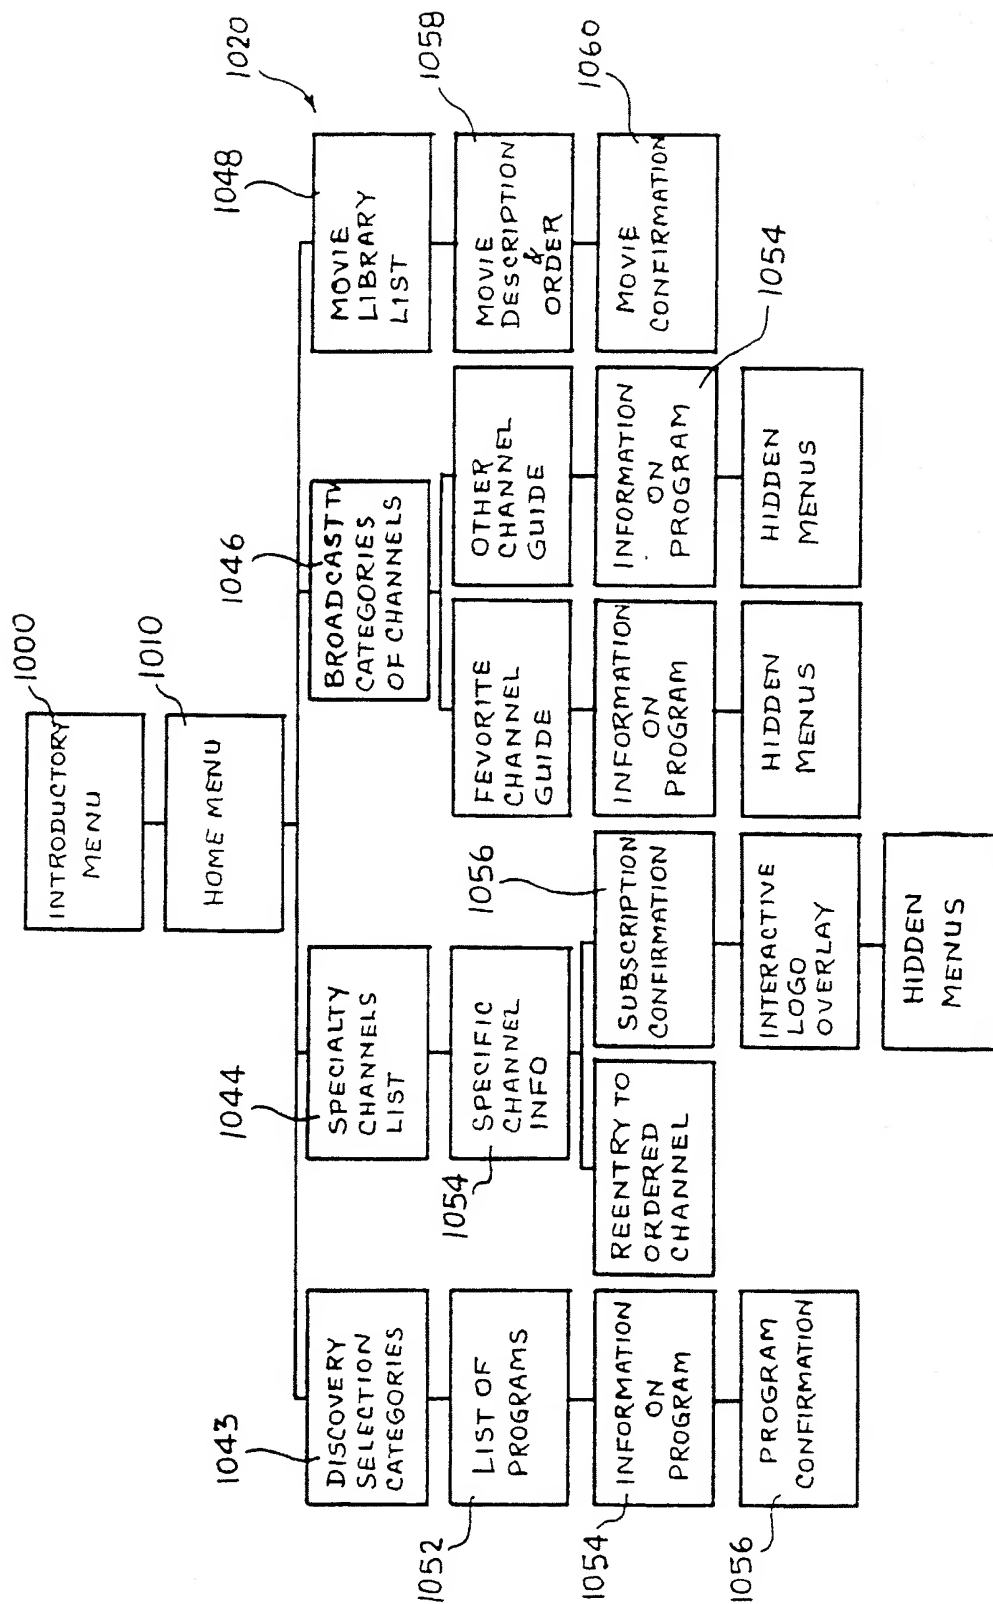 1000
INTRODUCTORY
MENU
1010
HOME MENU
1020
1043
DISCOVERY
SELECTION
CATEGORIES
1044
SPECIALTY
CHANNELS
LIST
1046
BROADCAST TV
CATEGORIES
OF CHANNELS
1048
MOVIE
LIBRARY
LIST
1052
LIST OF
PROGRAMS
1054
SPECIFIC
CHANNEL
INFO
FEVORITE
CHANNEL
GUIDE
OTHER
CHANNEL
GUIDE
1058
MOVIE
DESCRIPTION
&
ORDER
1054
INFORMATION
ON
PROGRAM
REENTRY TO
ORDERED
CHANNEL
1056
SUBSCRIPTION
CONFIRMATION
INFORMATION
ON
PROGRAM
INFORMATION
ON
PROGRAM
1054
1060
MOVIE
CONFIRMATION
1056
PROGRAM
CONFIRMATION
INTERACTIVE
LOGO
OVERLAY
HIDDEN
MENUS
HIDDEN
MENUS
HIDDEN
MENUS